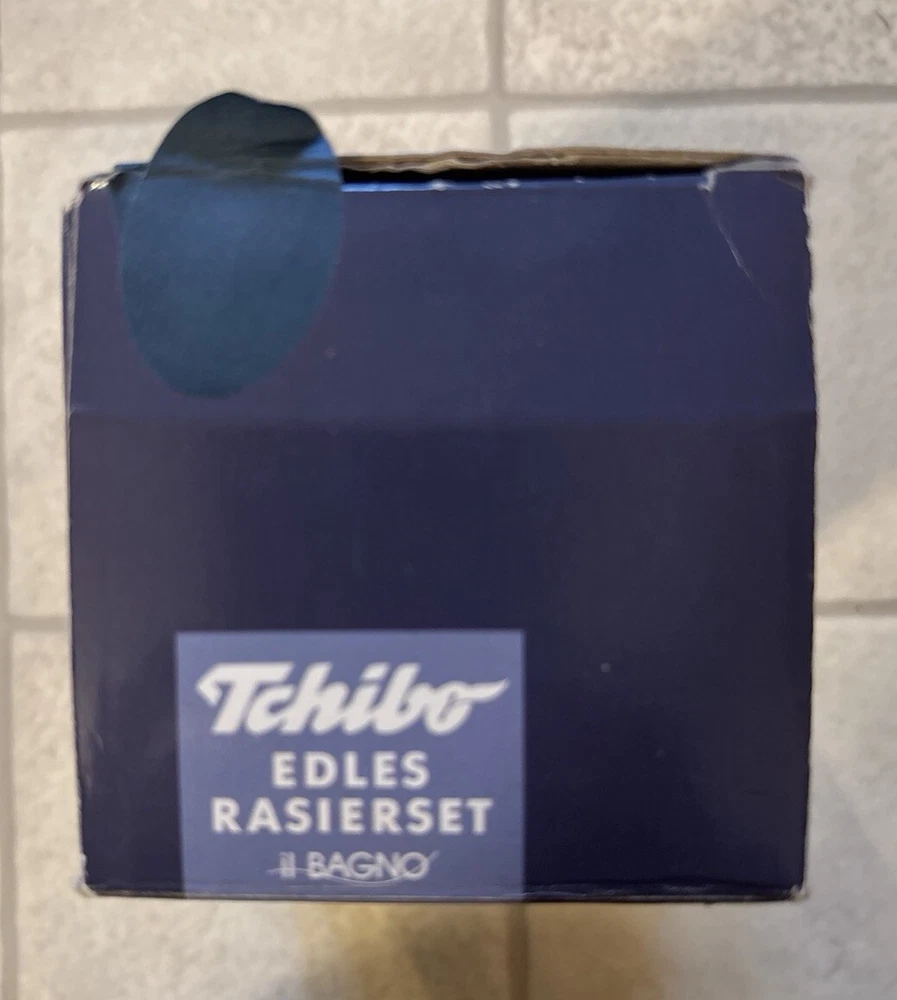 Tchibo
EDLES
RASIERSET
il BAGNO